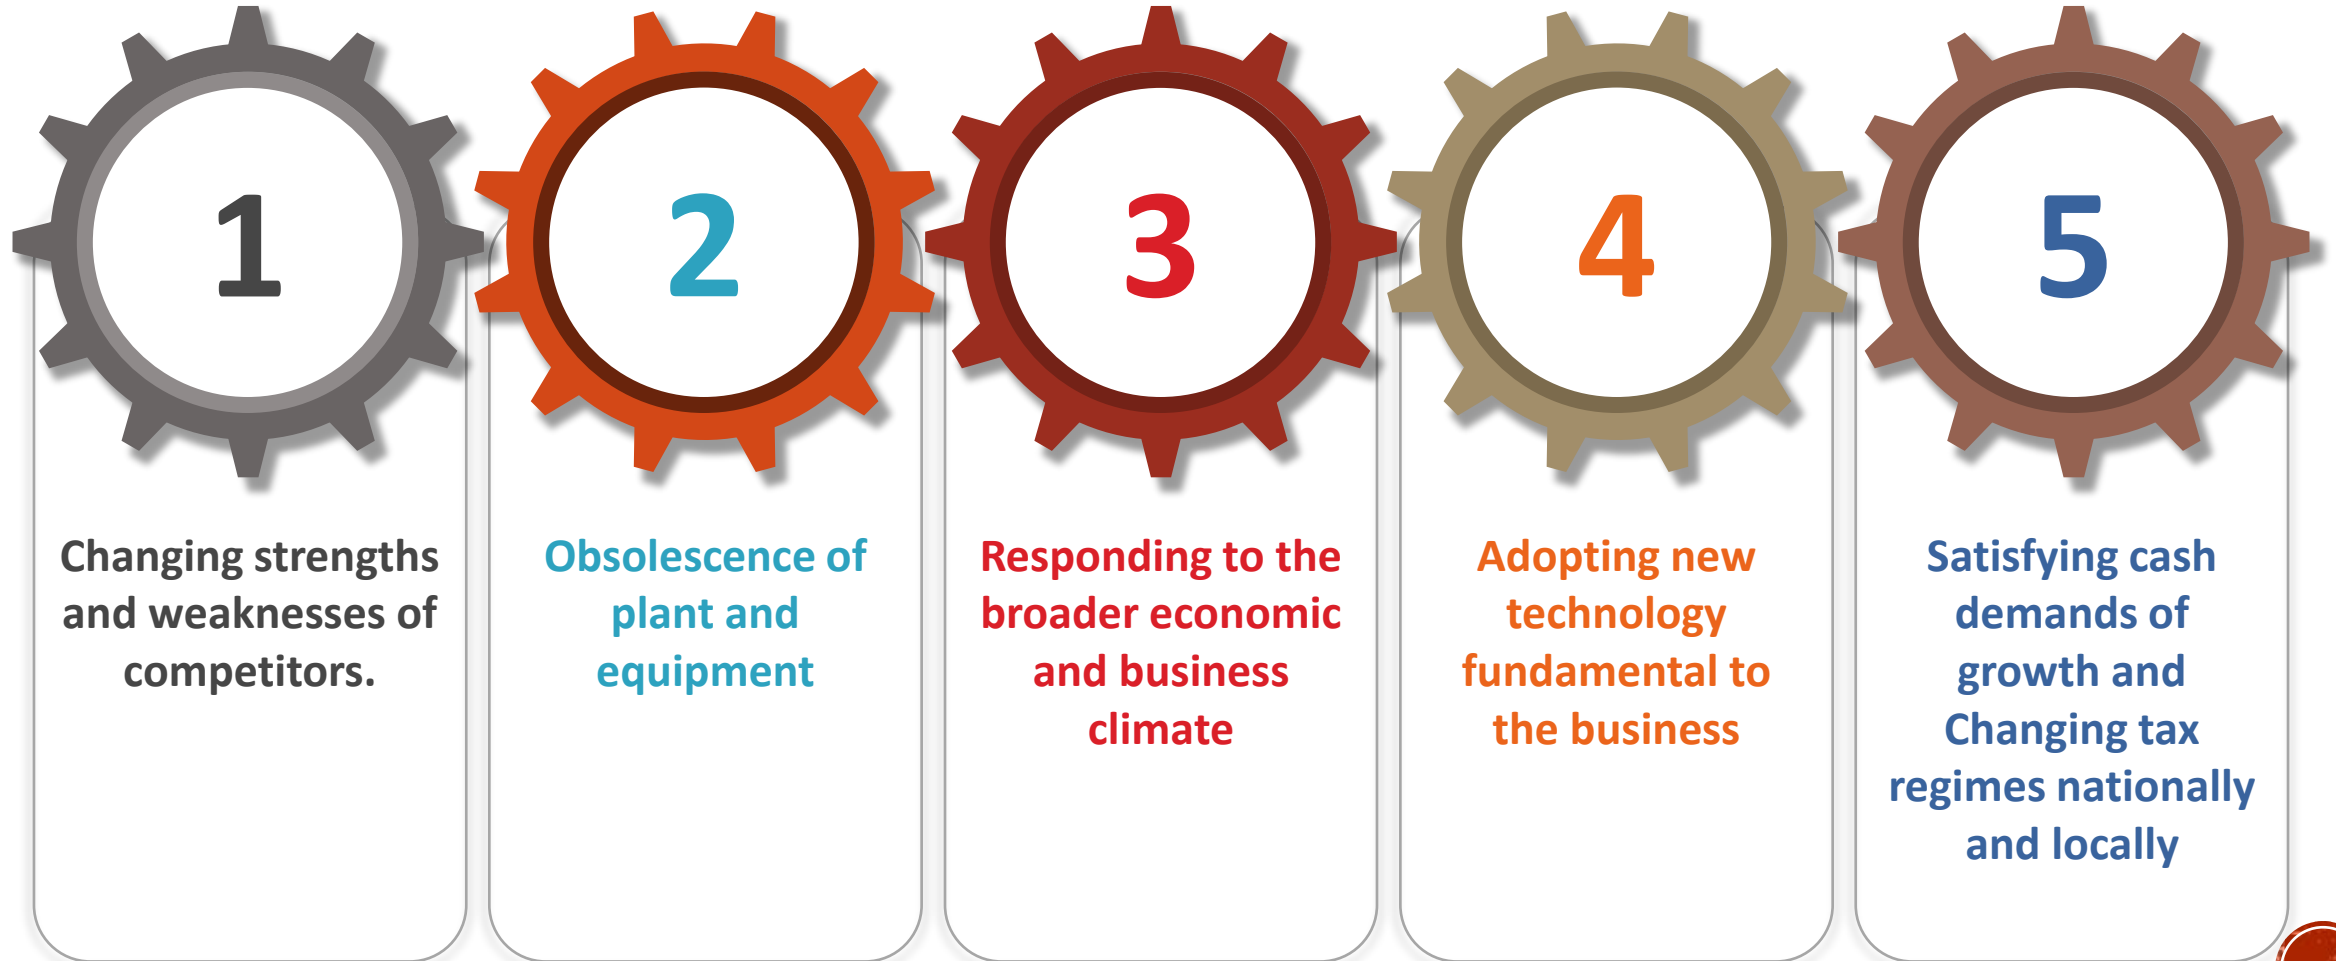 1
Changing strengths
and weaknesses of
competitors.
2
Obsolescence of
plant and
equipment
3
Responding to the
broader economic
and business
climate
4
Adopting new
technology
fundamental to
the business
5
Satisfying cash
demands of
growth and
Changing tax
regimes nationally
and locally